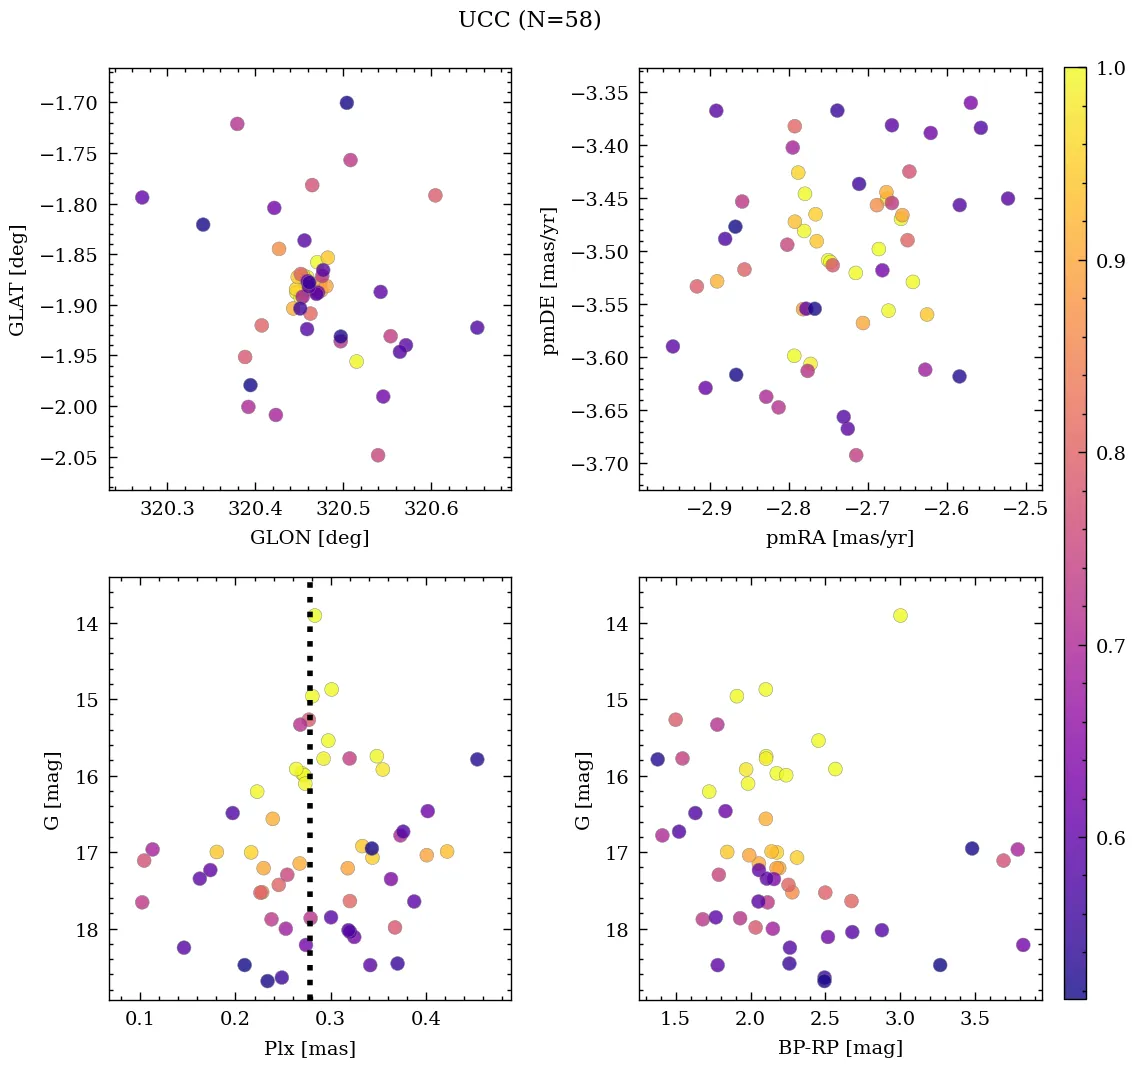 UCC (N=58)
−1.70
−1.75
−1.80
−1.85
−1.90
−1.95
−2.00
−2.05
GLAT [deg]
320.3 320.4 320.5 320.6
GLON [deg]
−3.35
−3.40
−3.45
−3.50
−3.55
−3.60
−3.65
−3.70
pmDE [mas/yr]
−2.9 −2.8 −2.7 −2.6 −2.5
pmRA [mas/yr]
14
15
16
17
18
G [mag]
0.1 0.2 0.3 0.4
Plx [mas]
14
15
16
17
18
G [mag]
1.5 2.0 2.5 3.0 3.5
BP-RP [mag]
1.0
0.9
0.8
0.7
0.6